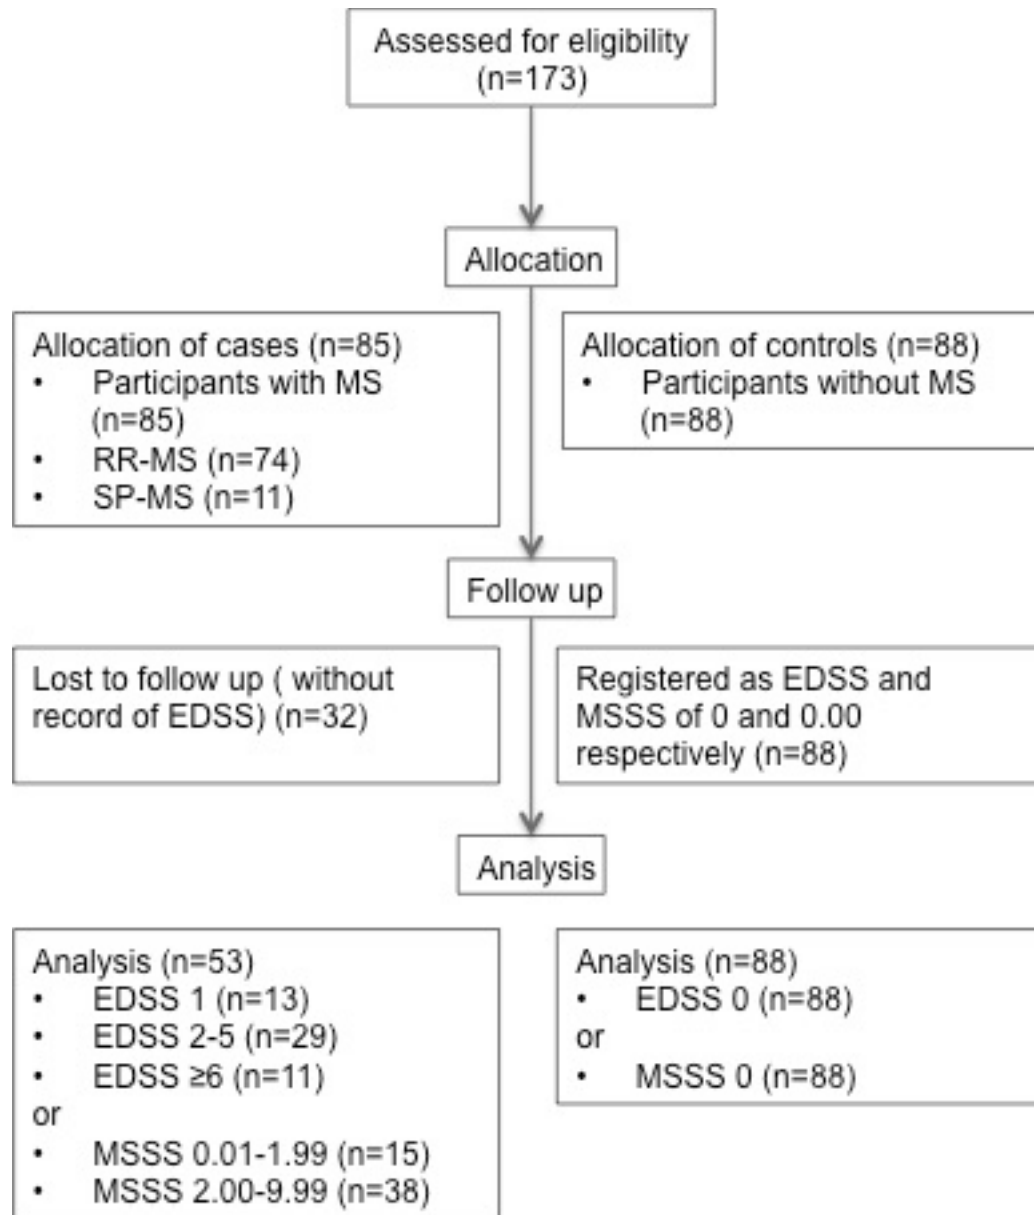 Assessed for eligibility
(n=173)
Allocation
Allocation of cases (n=85)
• Participants with MS
(n=85)
• RR-MS (n=74)
• SP-MS (n=11)
Allocation of controls (n=88)
• Participants without MS
(n=88)
Follow up
Lost to follow up ( without
record of EDSS) (n=32)
Registered as EDSS and
MSSS of 0 and 0.00
respectively (n=88)
Analysis
Analysis (n=53)
• EDSS 1 (n=13)
• EDSS 2-5 (n=29)
• EDSS ≥6 (n=11)
or
• MSSS 0.01-1.99 (n=15)
• MSSS 2.00-9.99 (n=38)
Analysis (n=88)
• EDSS 0 (n=88)
or
• MSSS 0 (n=88)